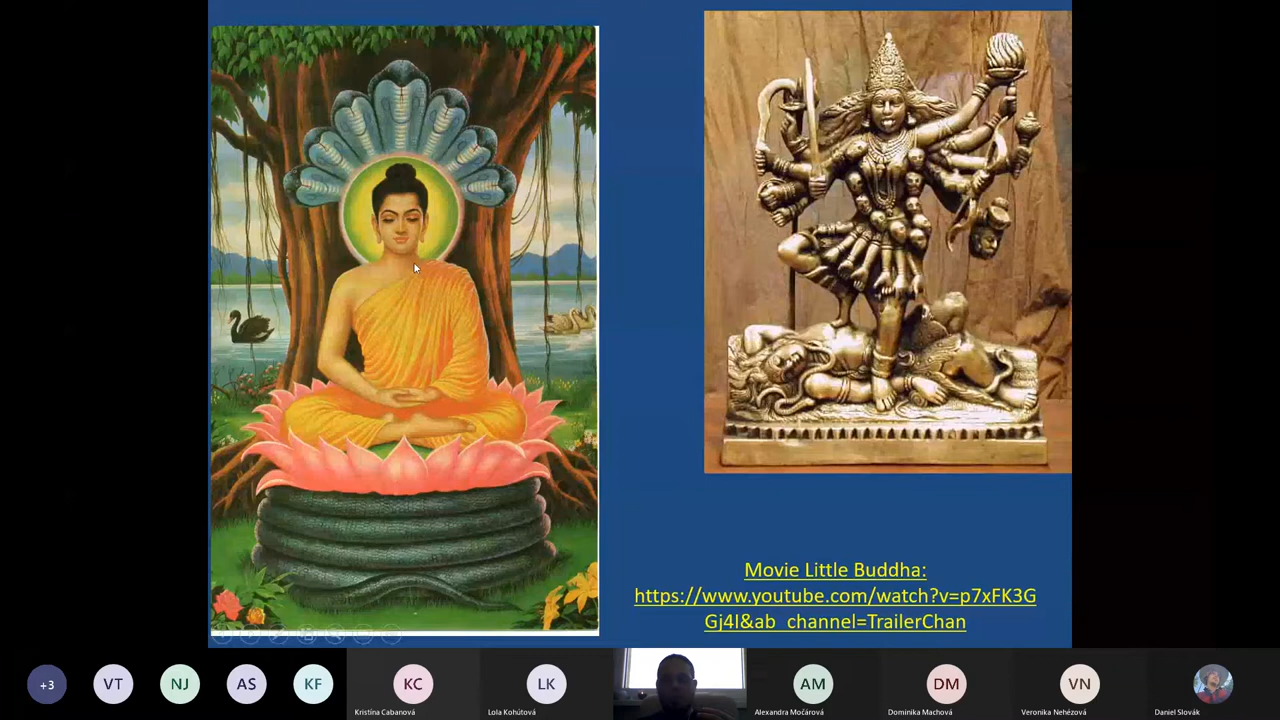 Movie Little Buddha:
https://www.youtube.com/watch?v=p7xFK3G
Gj4I&ab_channel=TrailerChan
+3
VT
NJ
AS
KF
KC
LK
AM
DM
VN
Kristína Cabanová
Lola Kohútová
Alexandra Močárová
Dominika Machová
Veronika Nehézová
Daniel Slovák